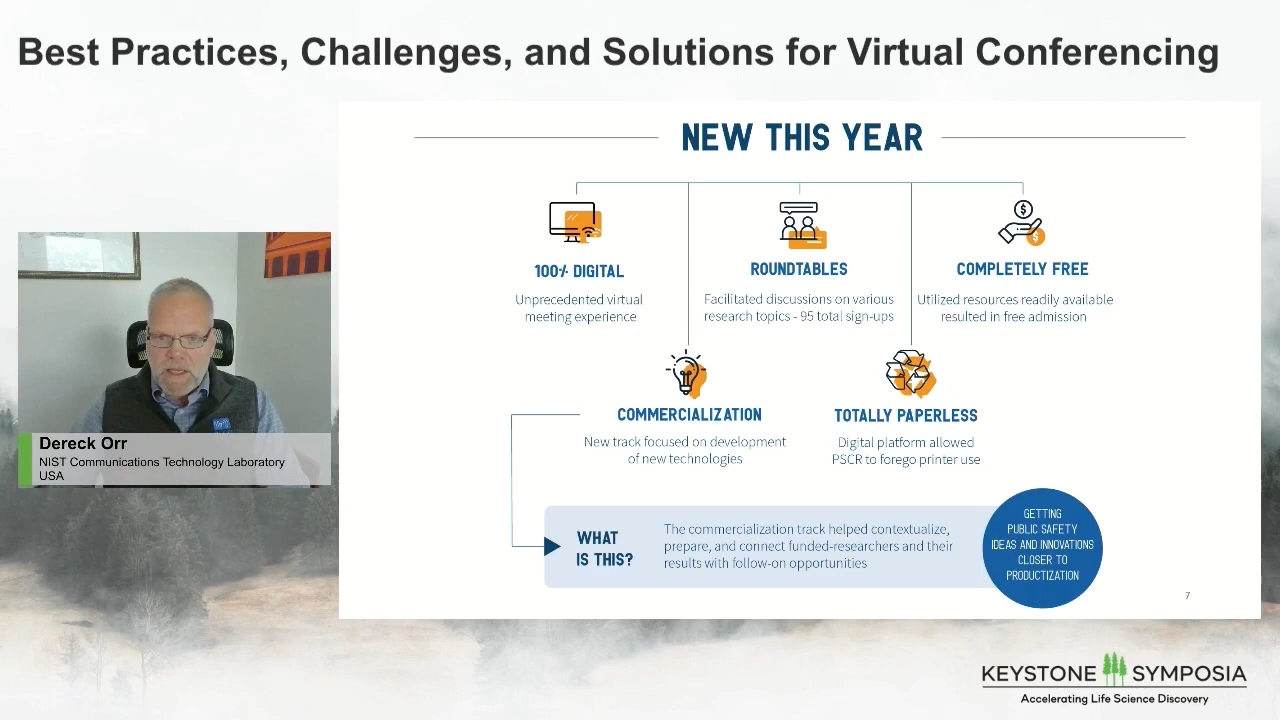 Best Practices, Challenges, and Solutions for Virtual Conferencing
NEW THIS YEAR
100% DIGITAL
Unprecedented virtual
meeting experience
ROUNDTABLES
Facilitated discussions on various
research topics - 95 total sign-ups
COMPLETELY FREE
Utilized resources readily available
resulted in free admission
COMMERCIALIZATION
New track focused on development
of new technologies
TOTALLY PAPERLESS
Digital platform allowed
PSCR to forego printer use
WHAT
IS THIS?
The commercialization track helped contextualize,
prepare, and connect funded-researchers and their
results with follow-on opportunities
GETTING
PUBLIC SAFETY
IDEAS AND INNOVATIONS
CLOSER TO
PRODUCTIZATION
7
Dereck Orr
NIST Communications Technology Laboratory
USA
KEYSTONE SYMPOSIA
Accelerating Life Science Discovery